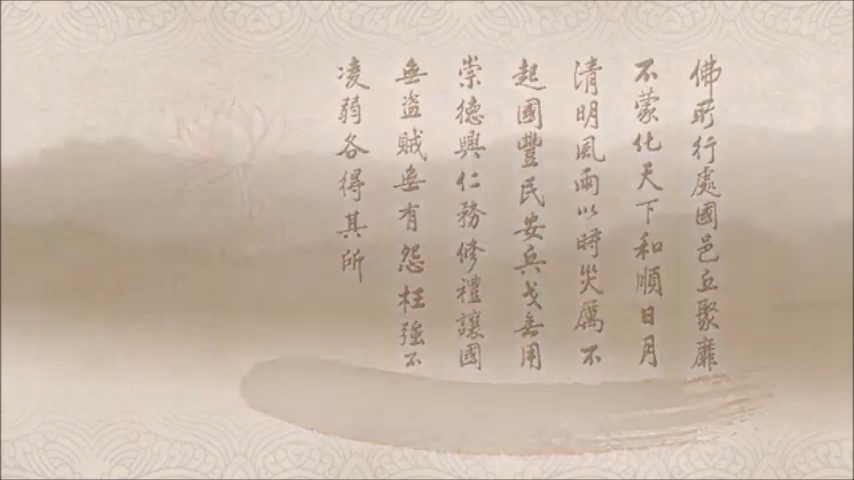 佛所行處國邑丘聚靡
不蒙化天下和順日月
清明風雨以時災厲不
起國豐民安兵戈無用
崇德興仁務修禮讓國
無盜賊無有怨枉強不
凌弱各得其所